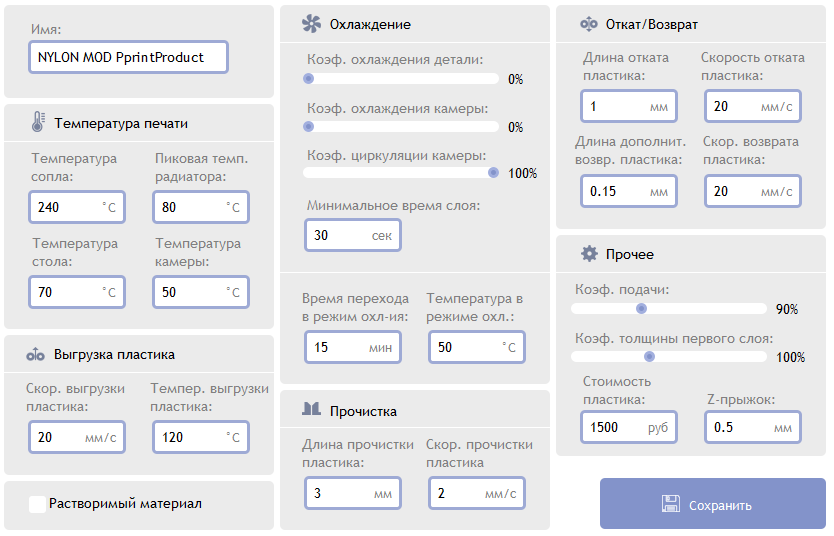 Имя:
NYLON MOD PprintProduct
Температура печати
Температура сопла:
240 °C
Пиковая темп. радиатора:
80 °C
Температура стола:
70 °C
Температура камеры:
50 °C
Выгрузка пластика
Скор. выгрузки пластика:
20 мм/с
Темпер. выгрузки пластика:
120 °C
Растворимый материал
Охлаждение
Коэф. охлаждения детали:
0%
Коэф. охлаждения камеры:
0%
Коэф. циркуляции камеры:
100%
Минимальное время слоя:
30 сек
Время перехода в режим охл-ия:
15 мин
Температура в режиме охл.:
50 °C
Прочистка
Длина прочистки пластика:
3 мм
Скор. прочистки пластика
2 мм/с
Откат/Возврат
Длина отката пластика:
1 мм
Скорость отката пластика:
20 мм/с
Длина дополнит. возвр. пластика:
0.15 мм
Скор. возврата пластика:
20 мм/с
Прочее
Коэф. подачи:
90%
Коэф. толщины первого слоя:
100%
Стоимость пластика:
1500 руб
Z-прыжок:
0.5 мм
Сохранить